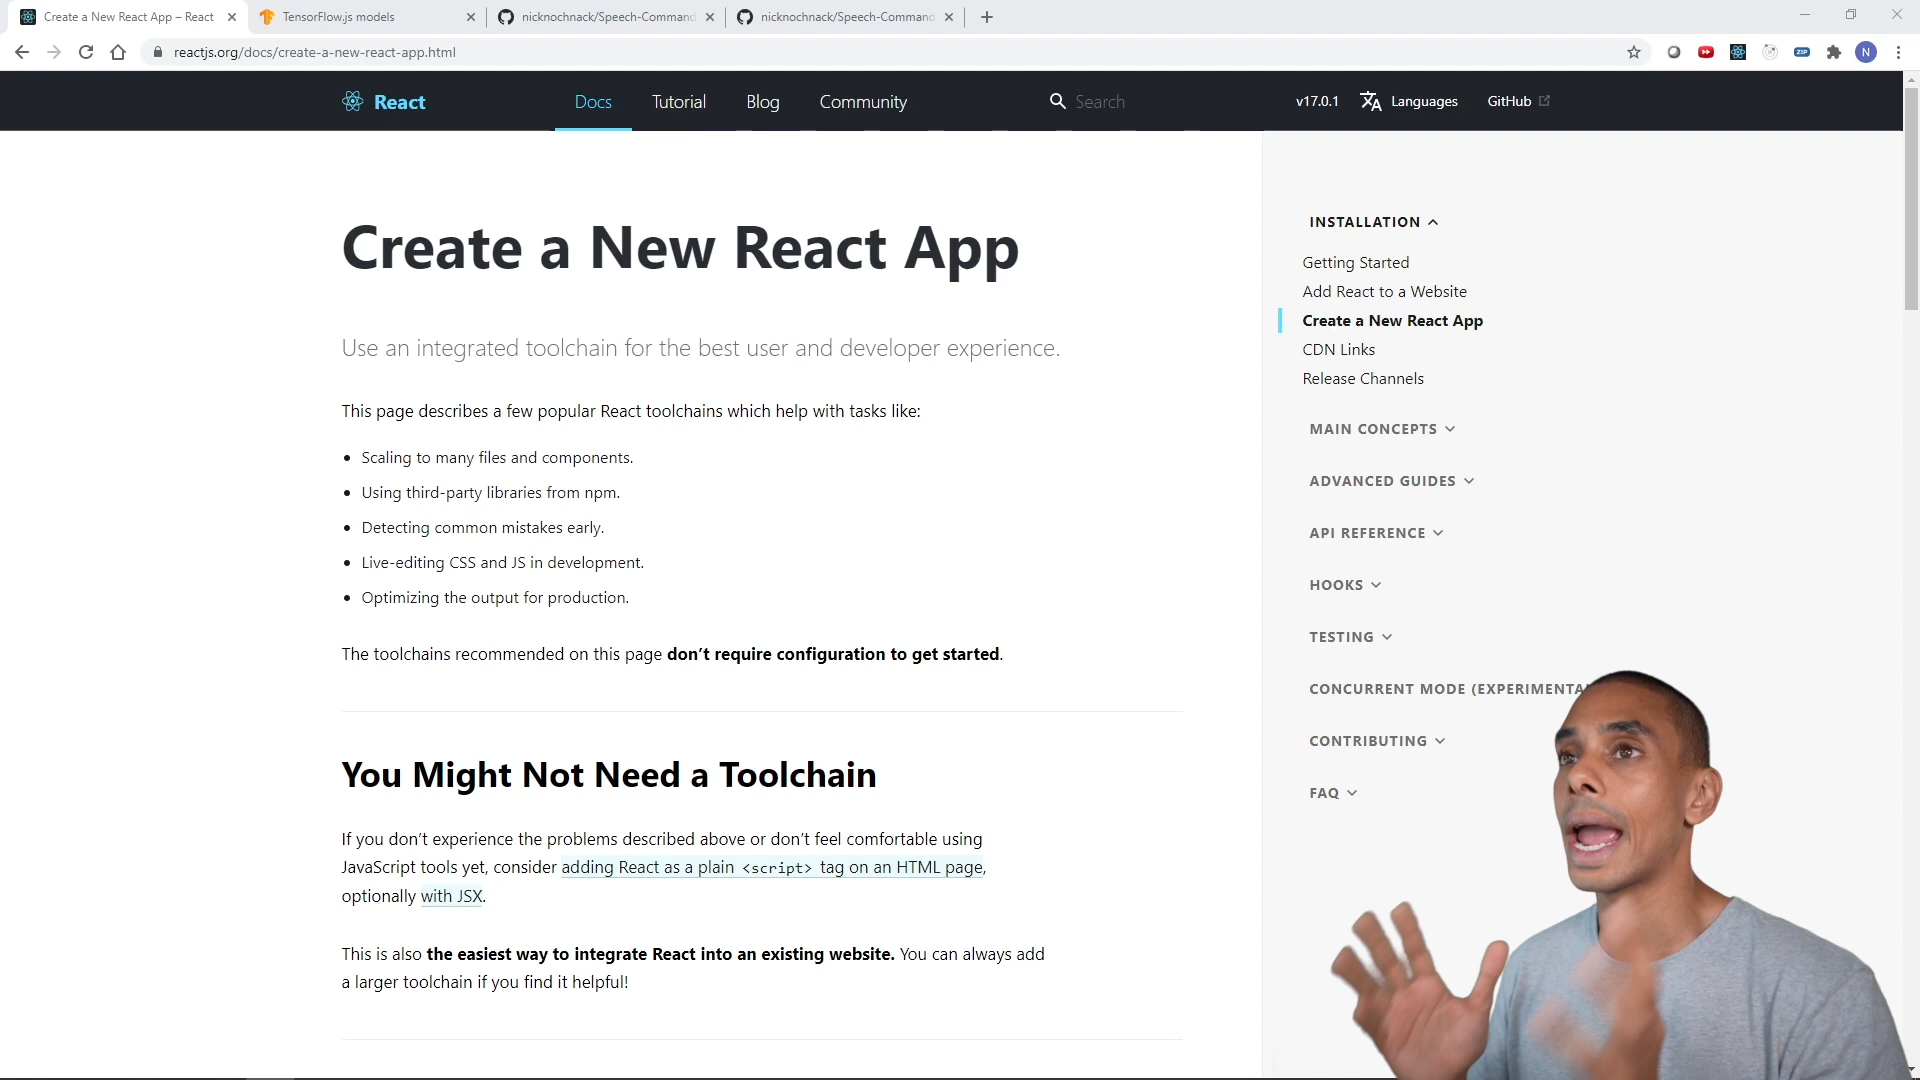 Create a New React App – React
TensorFlow.js models
nicknochnack/Speech-Command
nicknochnack/Speech-Command
reactjs.org/docs/create-a-new-react-app.html
ZIP
N
React
Docs
Tutorial
Blog
Community
Search
v17.0.1
Languages
GitHub
Create a New React App
Use an integrated toolchain for the best user and developer experience.
This page describes a few popular React toolchains which help with tasks like:
Scaling to many files and components.
Using third-party libraries from npm.
Detecting common mistakes early.
Live-editing CSS and JS in development.
Optimizing the output for production.
The toolchains recommended on this page don’t require configuration to get started.
You Might Not Need a Toolchain
If you don’t experience the problems described above or don’t feel comfortable using
JavaScript tools yet, consider adding React as a plain <script> tag on an HTML page,
optionally with JSX.
This is also the easiest way to integrate React into an existing website. You can always add
a larger toolchain if you find it helpful!
INSTALLATION
Getting Started
Add React to a Website
Create a New React App
CDN Links
Release Channels
MAIN CONCEPTS
ADVANCED GUIDES
API REFERENCE
HOOKS
TESTING
CONCURRENT MODE (EXPERIMENTA
CONTRIBUTING
FAQ